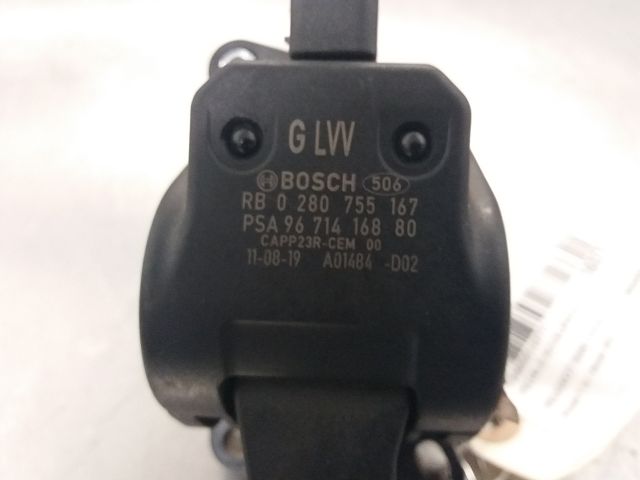 G LW
BOSCH 506
RB 0 280 755 167
PSA 96 714 168 80
CAPP23R-CEM 00
11-08-19 A01484 -D02